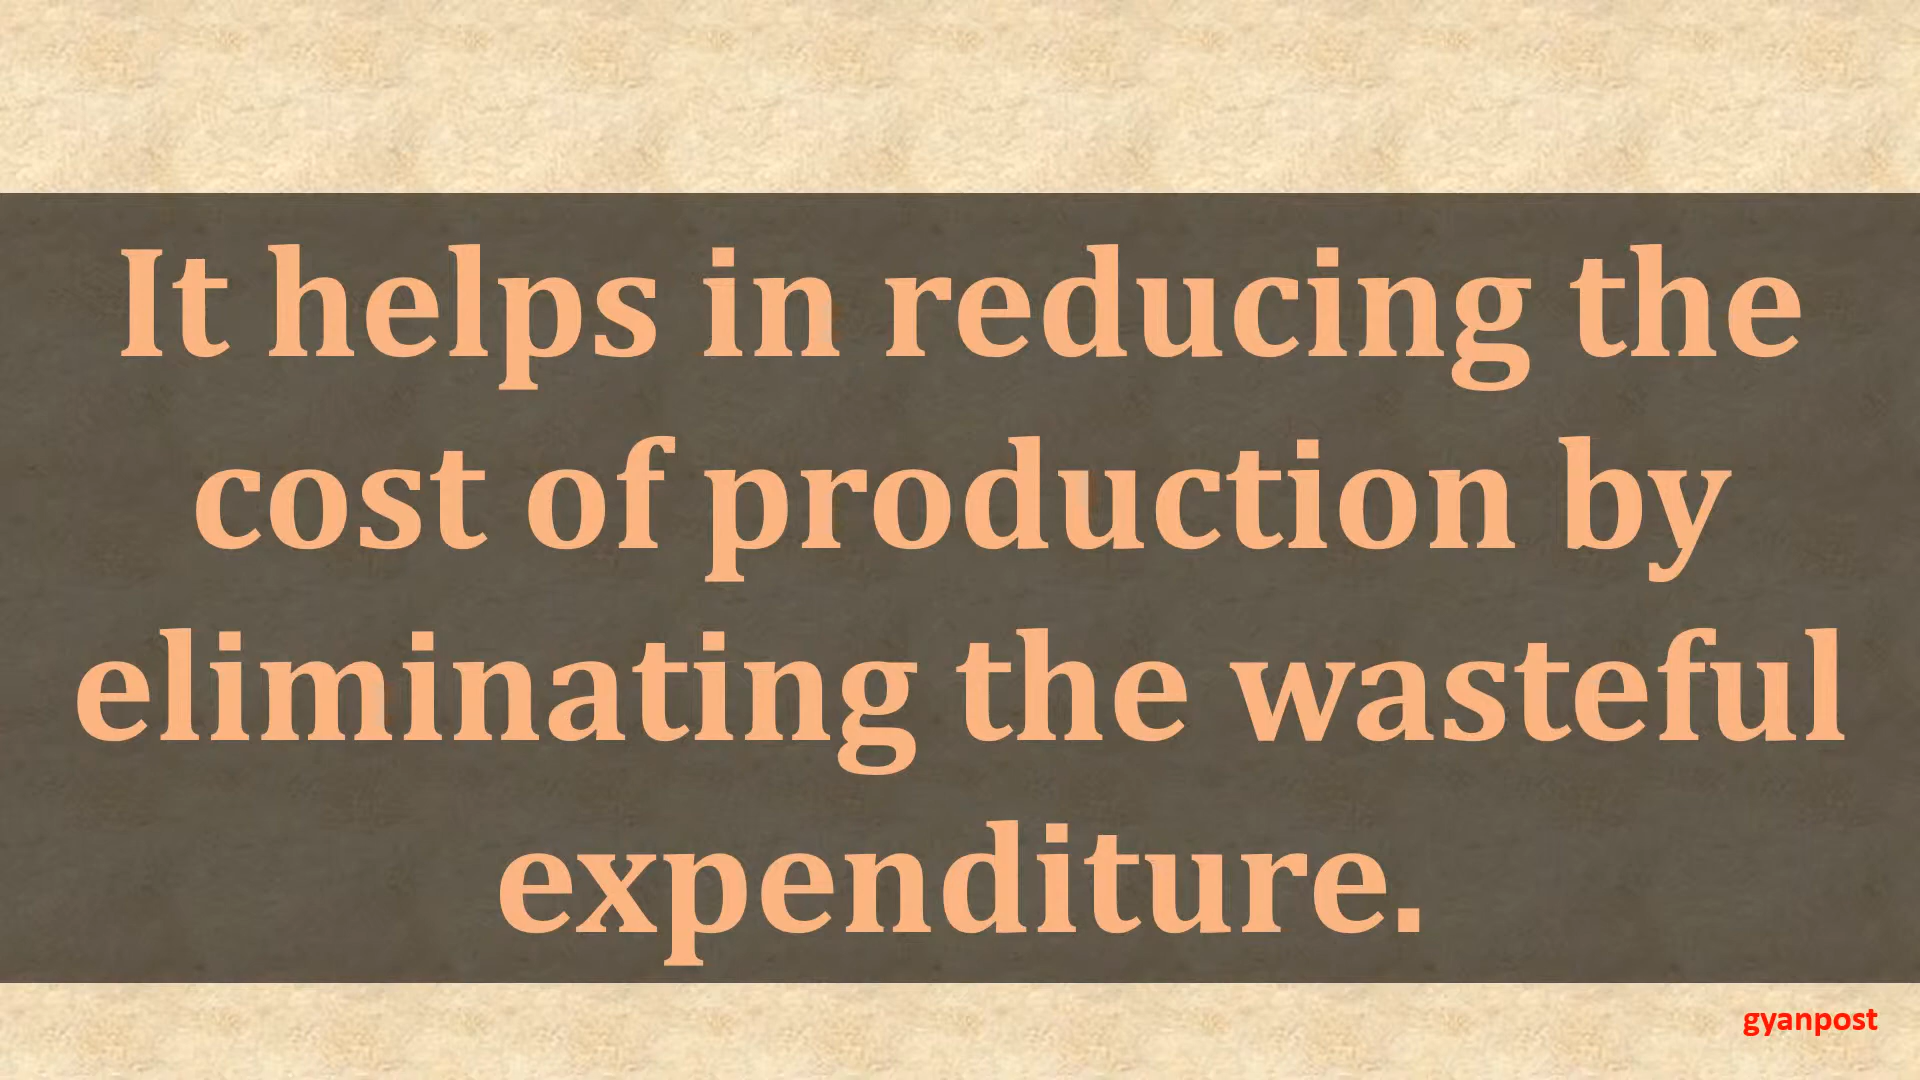 It helps in reducing the
cost of production by
eliminating the wasteful
expenditure.
gyanpost